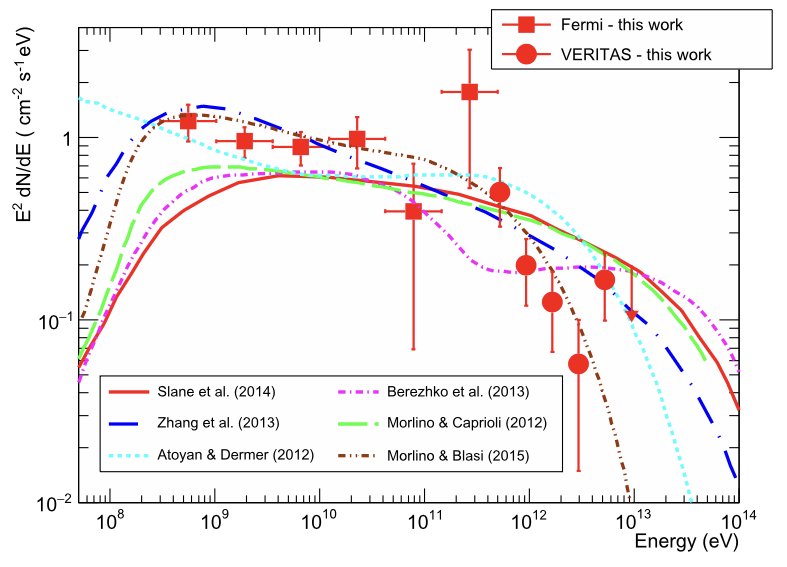 Fermi - this work
VERITAS - this work
E² dN/dE ( cm⁻² s⁻¹ eV)
1
10⁻¹
10⁻²
Slane et al. (2014)
Zhang et al. (2013)
Atoyan & Dermer (2012)
Berezhko et al. (2013)
Morlino & Caprioli (2012)
Morlino & Blasi (2015)
10⁸ 10⁹ 10¹⁰ 10¹¹ 10¹² 10¹³ 10¹⁴
Energy (eV)